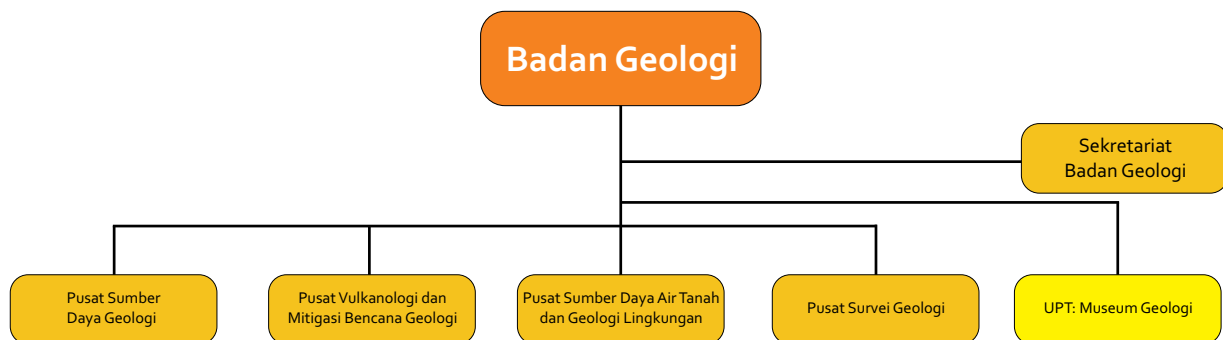 Badan Geologi
Sekretariat
Badan Geologi
Pusat Sumber
Daya Geologi
Pusat Vulkanologi dan
Mitigasi Bencana Geologi
Pusat Sumber Daya Air Tanah
dan Geologi Lingkungan
Pusat Survei Geologi
UPT: Museum Geologi